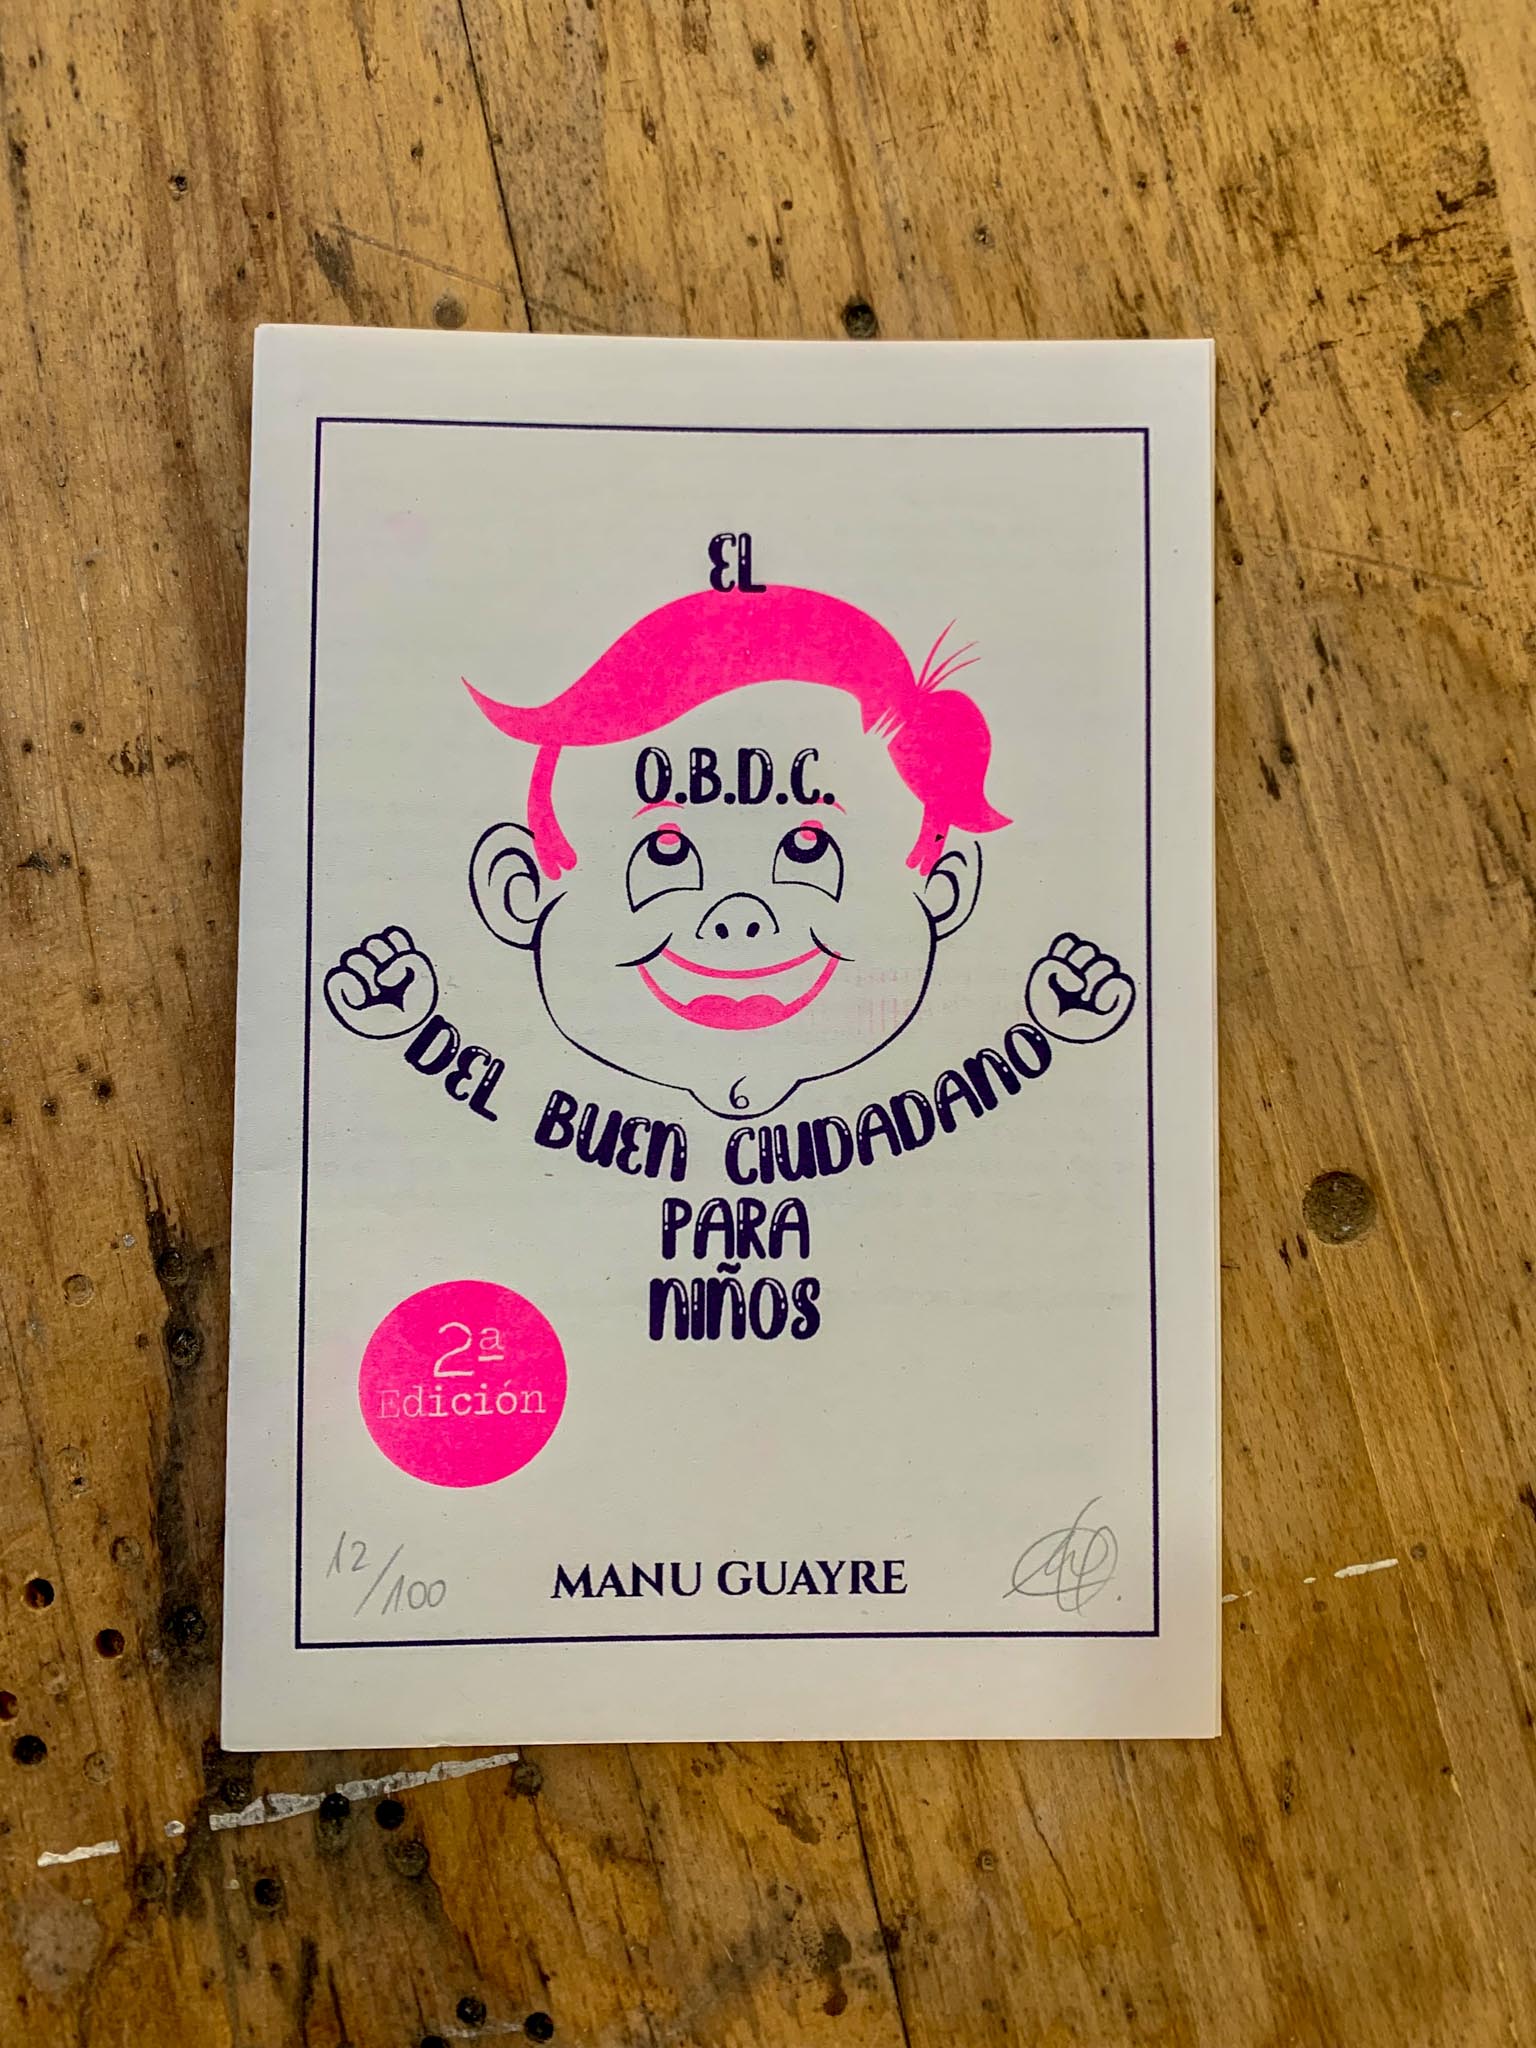 EL
O.B.D.C.
DEL BUEN CIUDADANO
PARA
NIÑOS
2ª
Edición
12/100
MANU GUAYRE